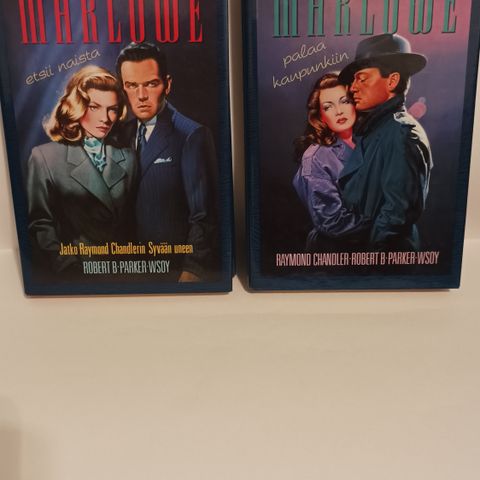 MARLOWE
etsii naista
Jatko Raymond Chandlerin Syvään uneen
ROBERT B·PARKER·WSOY
MARLOWE
palaa
kaupunkiin
RAYMOND CHANDLER·ROBERT B·PARKER·WSOY